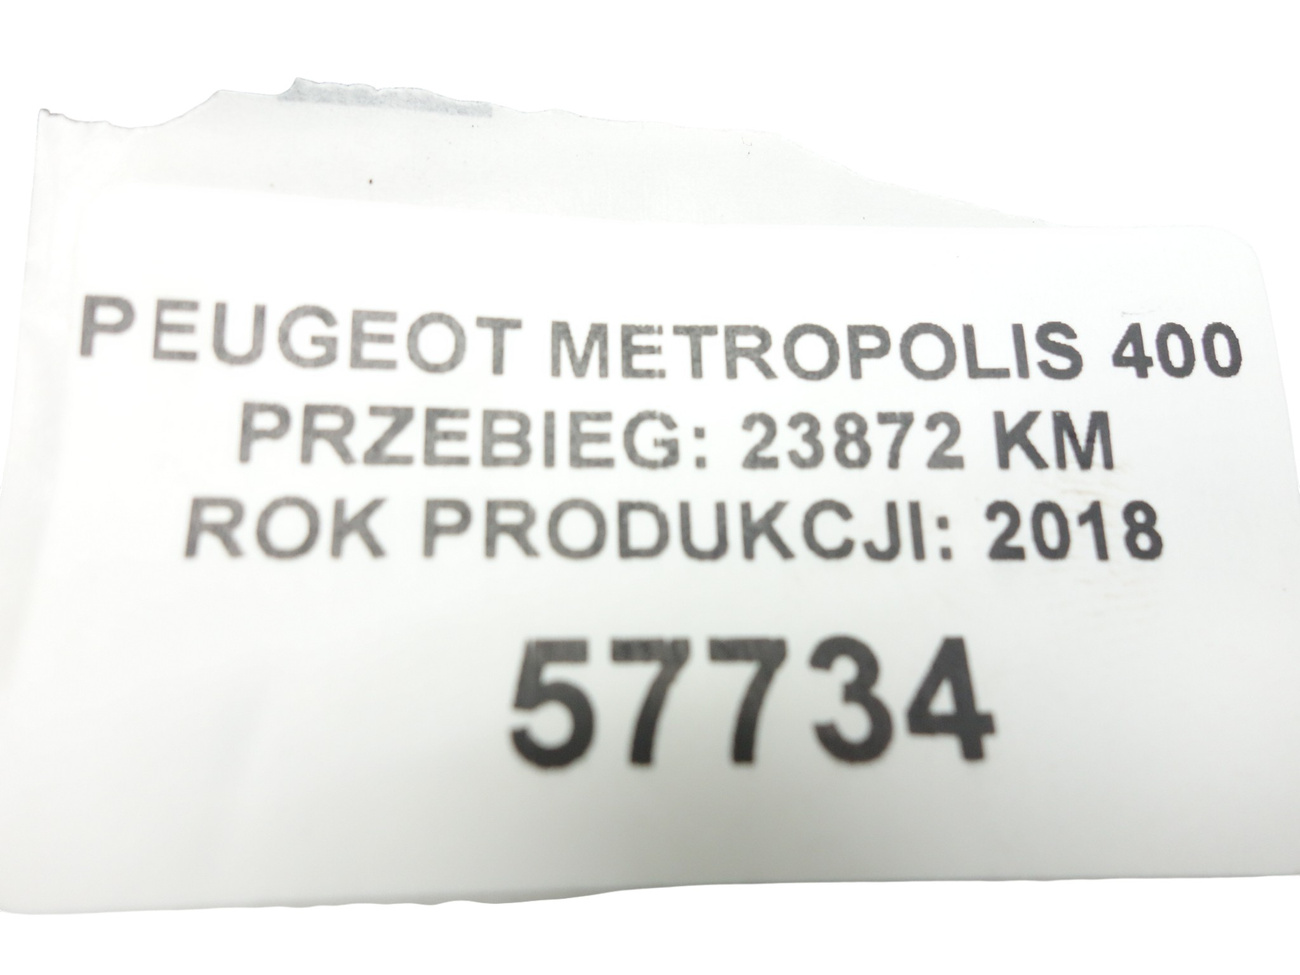 PEUGEOT METROPOLIS 400
PRZEBIEG: 23872 KM
ROK PRODUKCJI: 2018
57734